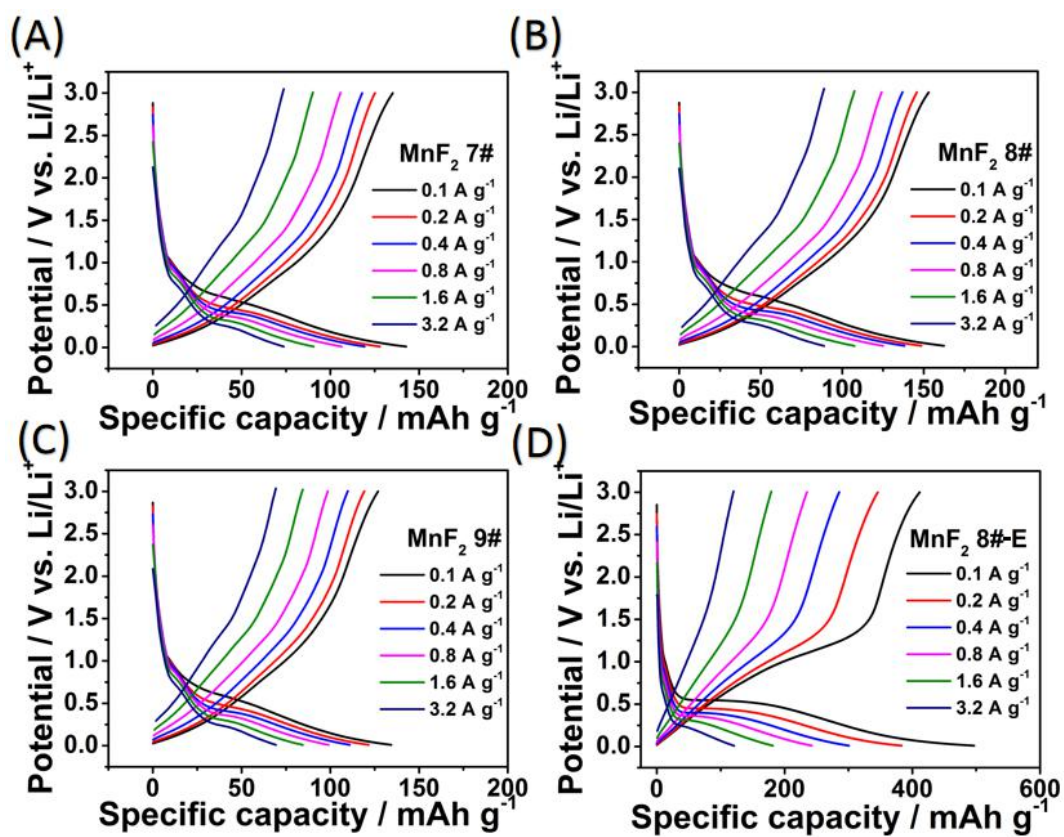 (A)
Potential / V vs. Li/Li⁺
3.0
2.5
2.0
1.5
1.0
0.5
0.0
MnF₂ 7#
0.1 A g⁻¹
0.2 A g⁻¹
0.4 A g⁻¹
0.8 A g⁻¹
1.6 A g⁻¹
3.2 A g⁻¹
0 50 100 150 200
Specific capacity / mAh g⁻¹
(B)
Potential / V vs. Li/Li⁺
3.0
2.5
2.0
1.5
1.0
0.5
0.0
MnF₂ 8#
0.1 A g⁻¹
0.2 A g⁻¹
0.4 A g⁻¹
0.8 A g⁻¹
1.6 A g⁻¹
3.2 A g⁻¹
0 50 100 150 200
Specific capacity / mAh g⁻¹
(C)
Potential / V vs. Li/Li⁺
3.0
2.5
2.0
1.5
1.0
0.5
0.0
MnF₂ 9#
0.1 A g⁻¹
0.2 A g⁻¹
0.4 A g⁻¹
0.8 A g⁻¹
1.6 A g⁻¹
3.2 A g⁻¹
0 50 100 150 200
Specific capacity / mAh g⁻¹
(D)
Potential / V vs. Li/Li⁺
3.0
2.5
2.0
1.5
1.0
0.5
0.0
MnF₂ 8#-E
0.1 A g⁻¹
0.2 A g⁻¹
0.4 A g⁻¹
0.8 A g⁻¹
1.6 A g⁻¹
3.2 A g⁻¹
0 200 400 600
Specific capacity / mAh g⁻¹